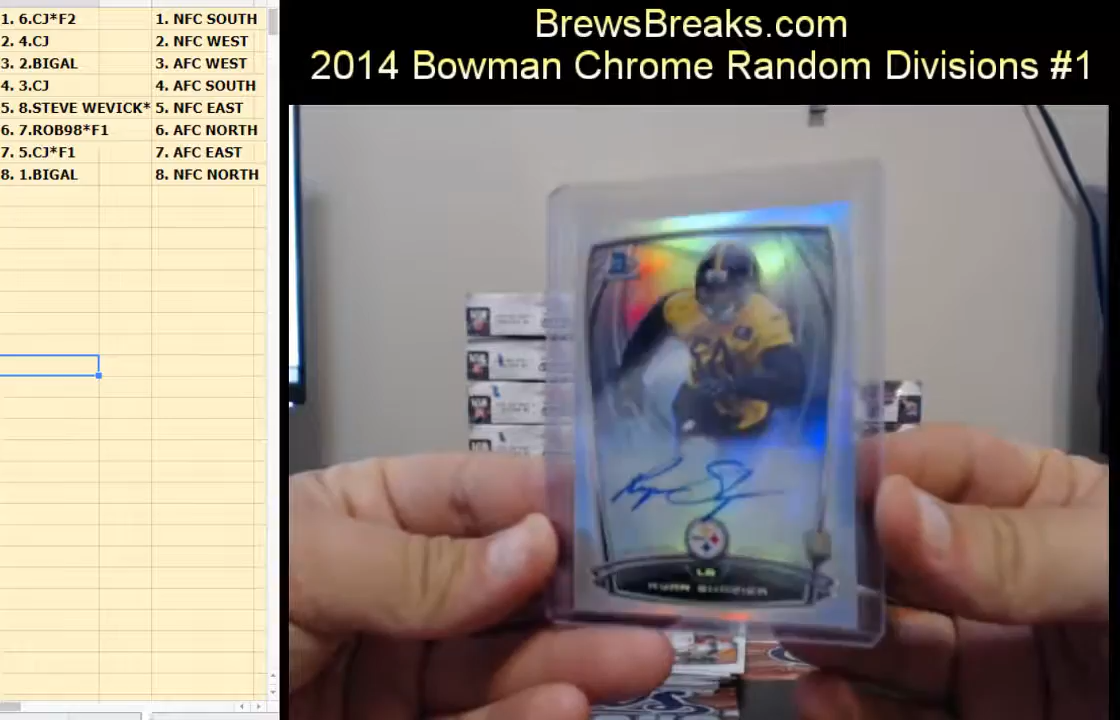 BrewsBreaks.com
2014 Bowman Chrome Random Divisions #1
1. 6.CJ*F2 1. NFC SOUTH
2. 4.CJ 2. NFC WEST
3. 2.BIGAL 3. AFC WEST
4. 3.CJ 4. AFC SOUTH
5. 8.STEVE WEVICK* 5. NFC EAST
6. 7.ROB98*F1 6. AFC NORTH
7. 5.CJ*F1 7. AFC EAST
8. 1.BIGAL 8. NFC NORTH
LB
RYAN SHAZIER